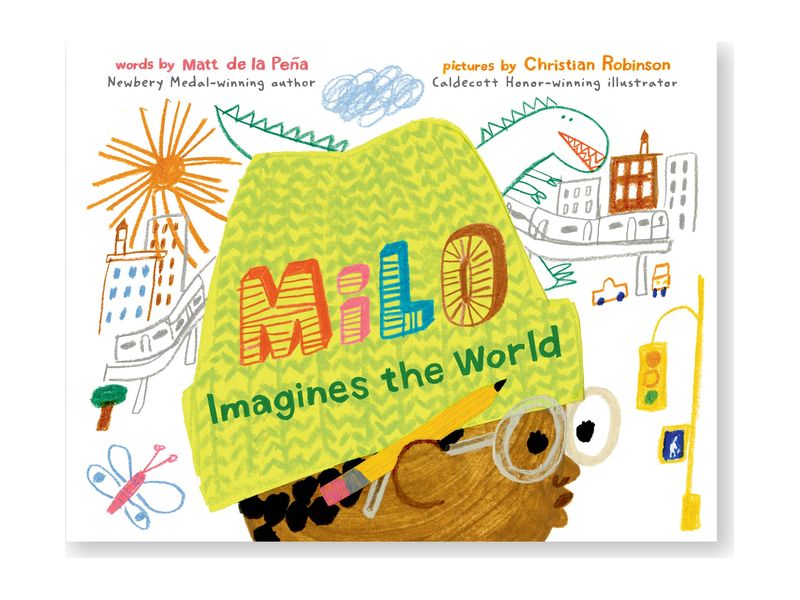 words by Matt de la Peña
Newbery Medal-winning author
pictures by Christian Robinson
Caldecott Honor-winning illustrator
MiLO
Imagines the World